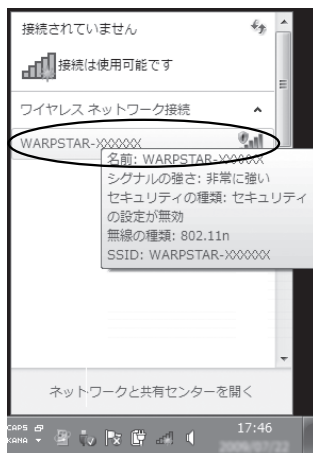 接続されていません
接続は使用可能です
ワイヤレス ネットワーク接続
WARPSTAR-XXXXXX
名前: WARPSTAR-XXXXXX
シグナルの強さ: 非常に強い
セキュリティの種類: セキュリティ
の設定が無効
無線の種類: 802.11n
SSID: WARPSTAR-XXXXXX
ネットワークと共有センターを開く
CAPS
KANA
17:46